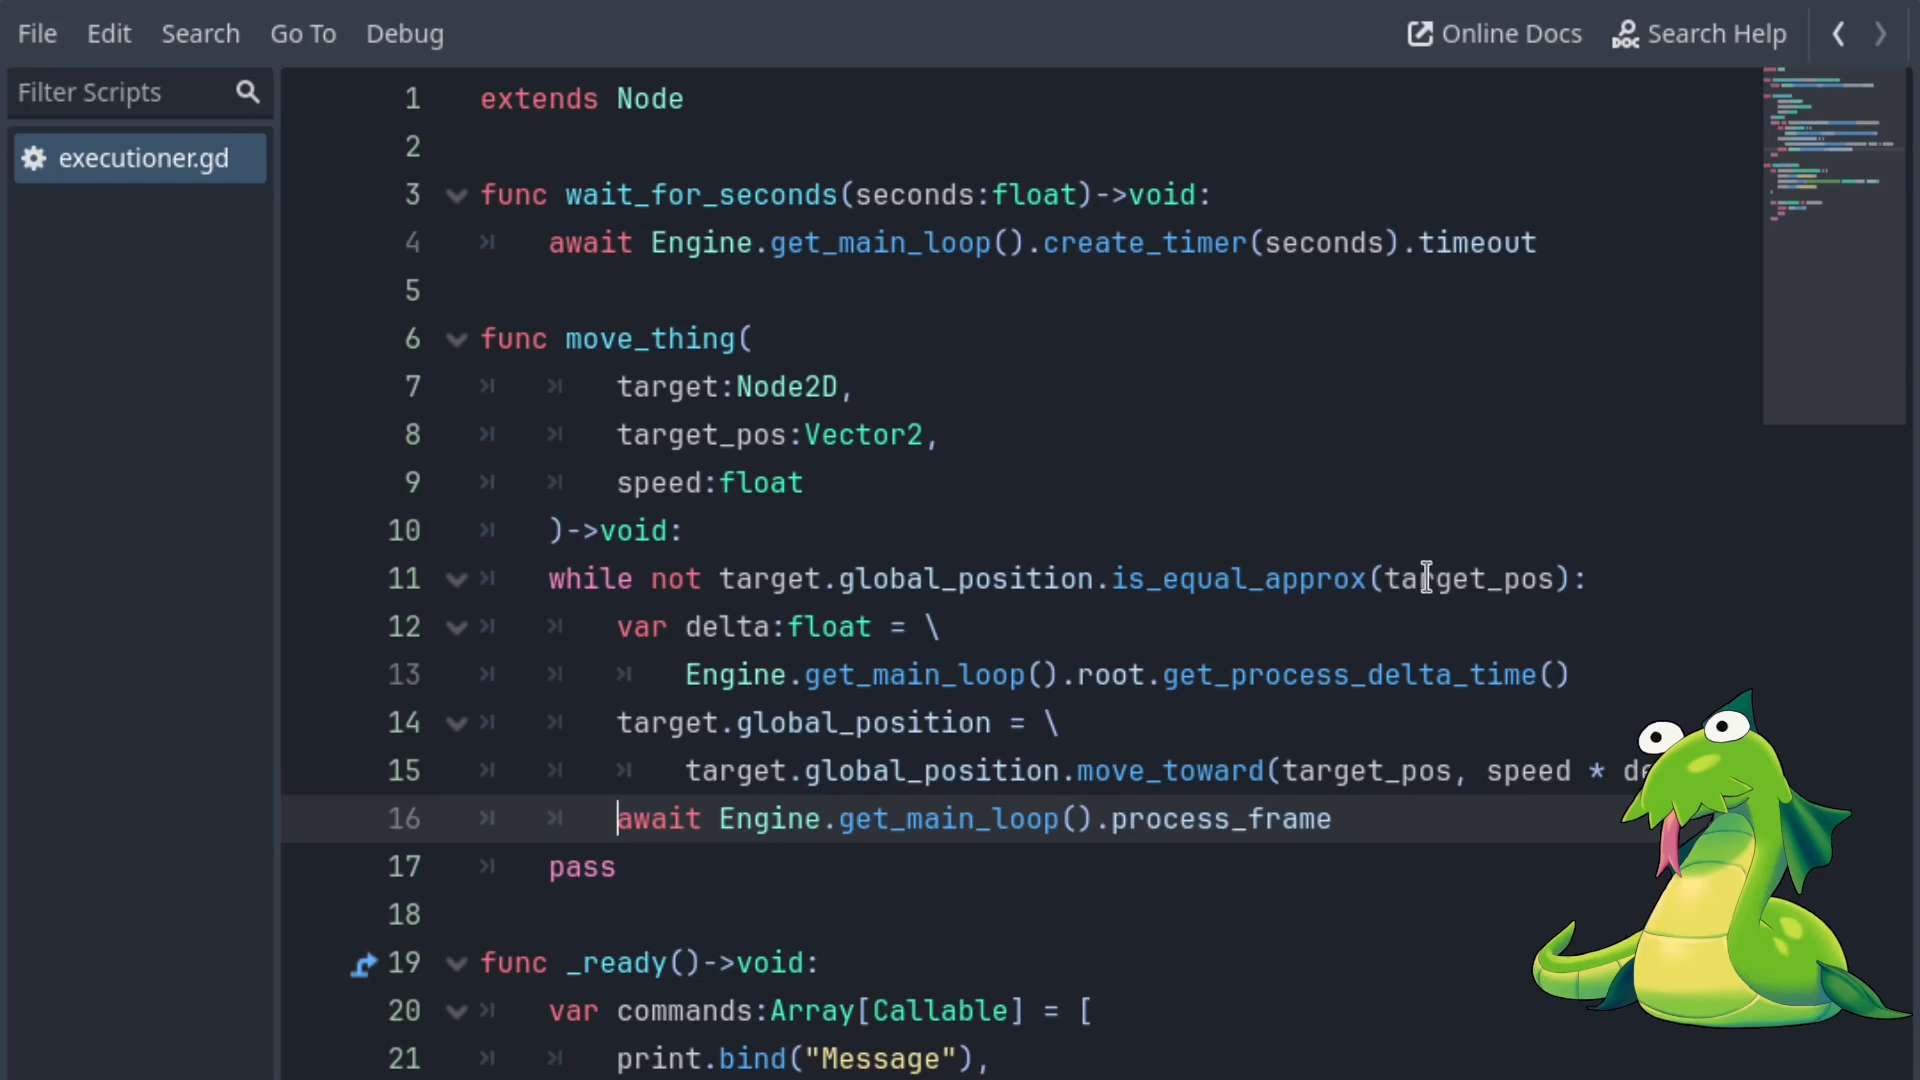 File Edit Search Go To Debug Online Docs Search Help
Filter Scripts
executioner.gd
1 extends Node
2
3 func wait_for_seconds(seconds:float)->void:
4 await Engine.get_main_loop().create_timer(seconds).timeout
5
6 func move_thing(
7 target:Node2D,
8 target_pos:Vector2,
9 speed:float
10 )->void:
11 while not target.global_position.is_equal_approx(target_pos):
12 var delta:float = \
13 Engine.get_main_loop().root.get_process_delta_time()
14 target.global_position = \
15 target.global_position.move_toward(target_pos, speed *
16 await Engine.get_main_loop().process_frame
17 pass
18
19 func _ready()->void:
20 var commands:Array[Callable] = [
21 print.bind("Message"),